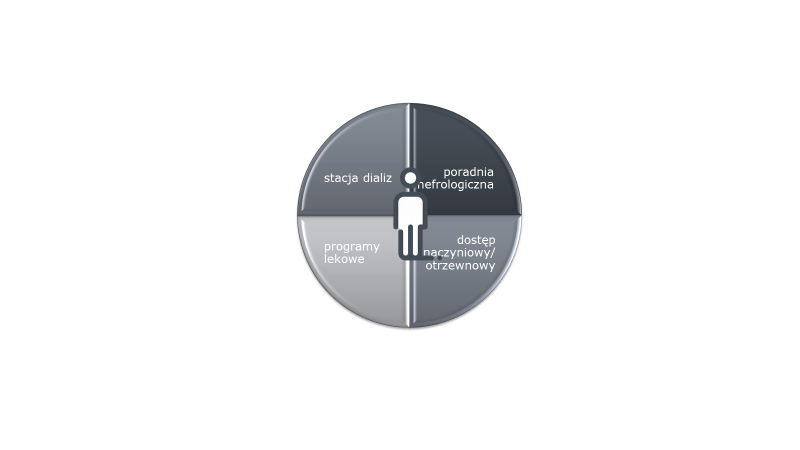 stacja dializ
poradnia
nefrologiczna
programy
lekowe
dostęp
naczyniowy/
otrzewnowy